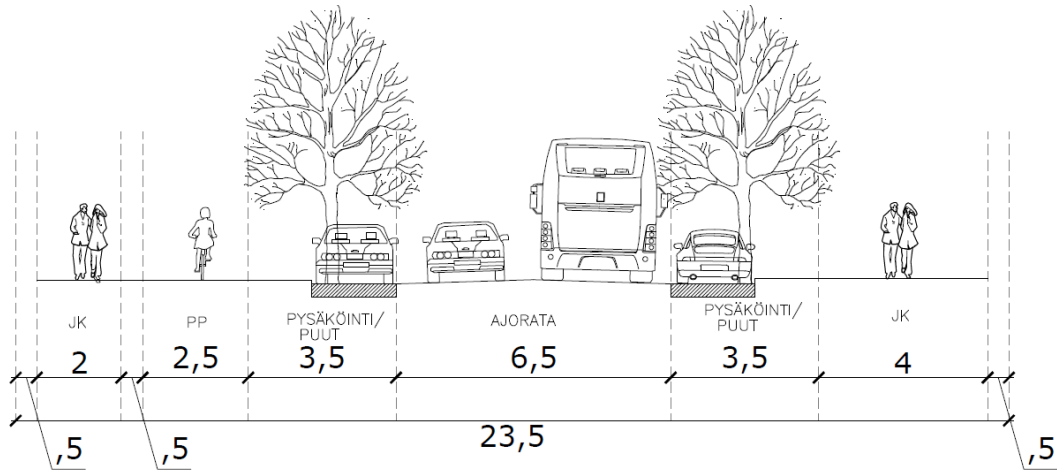 JK
PP
PYSÄKÖINTI/
PUUT
AJORATA
PYSÄKÖINTI/
PUUT
JK
2
2,5
3,5
6,5
3,5
4
,5
,5
23,5
,5